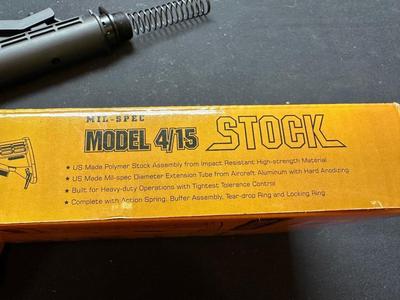 MIL-SPEC
MODEL 4/15 STOCK
• US Made Polymer Stock Assembly from Impact Resistant High-strength Material
• US Made Mil-spec Diameter Extension Tube from Aircraft Aluminum with Hard Anodizing
• Built for Heavy-duty Operations with Tightest Tolerance Control
• Complete with Action Spring, Buffer Assembly, Tear-drop Ring and Locking Ring